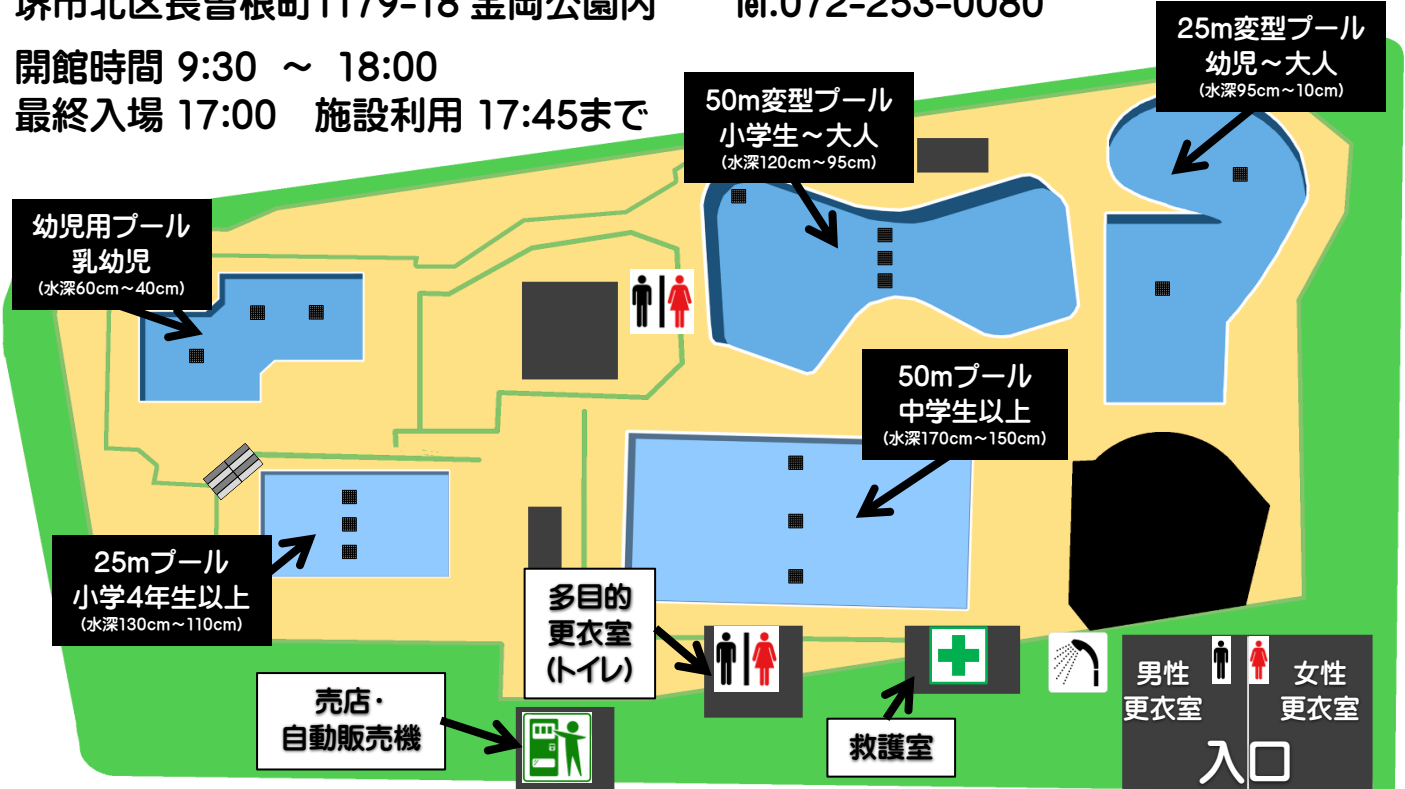 堺市北区長曽根町1179-18 金岡公園内 ℡.072-253-0080
開館時間 9:30 ～ 18:00
最終入場 17:00 施設利用 17:45まで
25m変型プール
幼児～大人
(水深95cm～10cm)
50m変型プール
小学生～大人
(水深120cm～95cm)
幼児用プール
乳幼児
(水深60cm～40cm)
50mプール
中学生以上
(水深170cm～150cm)
25mプール
小学4年生以上
(水深130cm～110cm)
多目的
更衣室
(トイレ)
売店・
自動販売機
救護室
男性
更衣室
女性
更衣室
入口